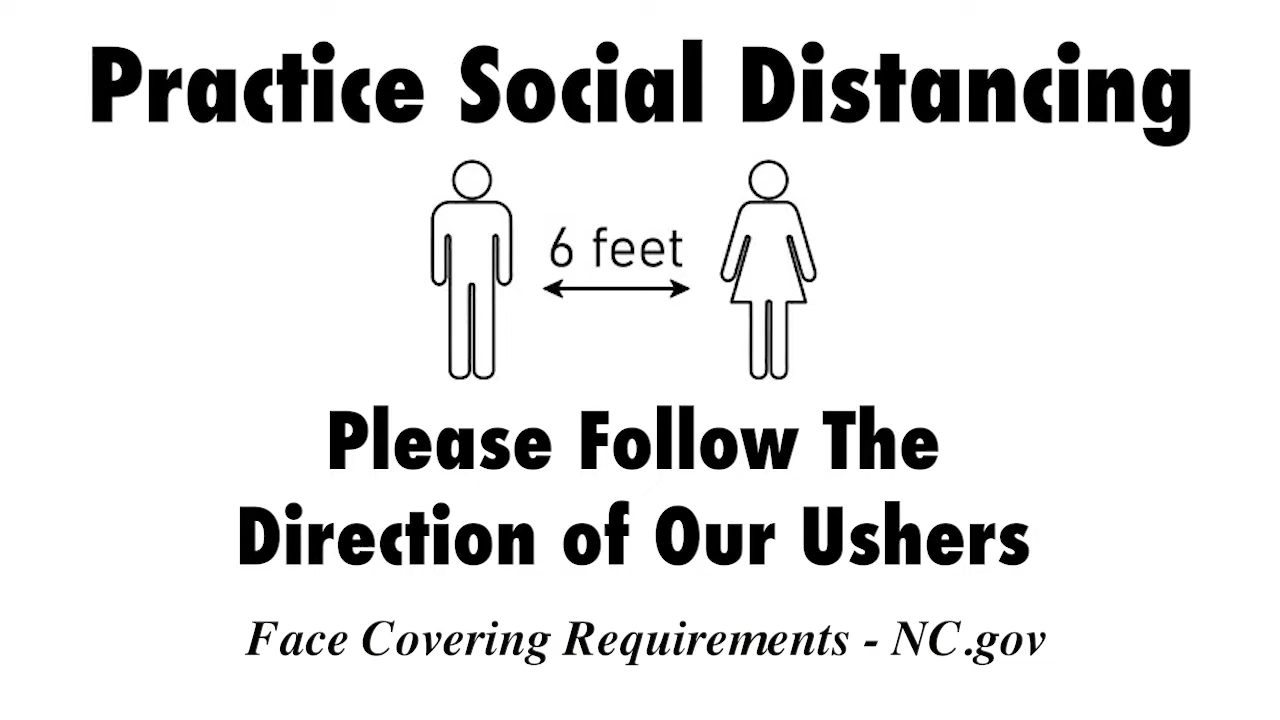 Practice Social Distancing
6 feet
Please Follow The
Direction of Our Ushers
Face Covering Requirements - NC.gov